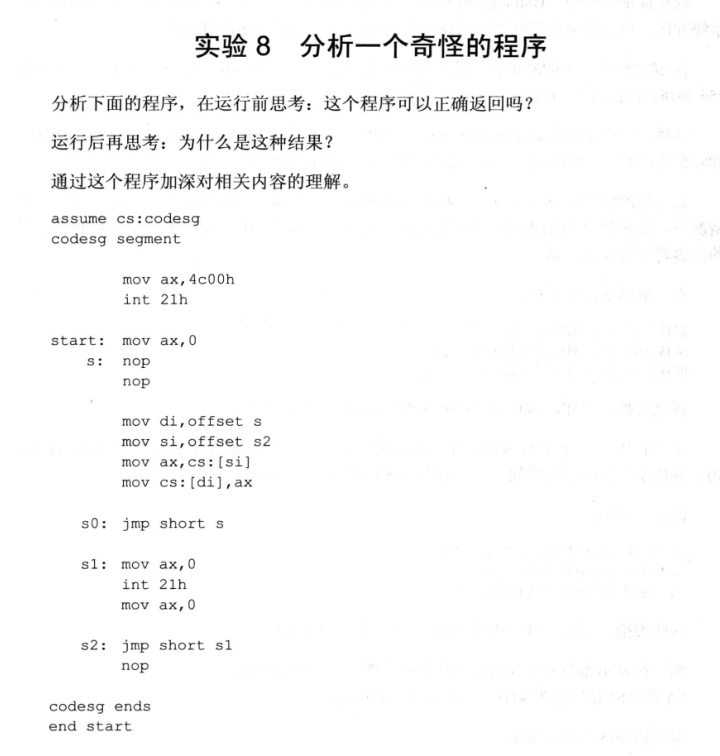 实验 8 分析一个奇怪的程序
分析下面的程序，在运行前思考：这个程序可以正确返回吗？
运行后再思考：为什么是这种结果？
通过这个程序加深对相关内容的理解。
assume cs:codesg
codesg segment
mov ax,4c00h
int 21h
start: mov ax,0
s: nop
nop
mov di,offset s
mov si,offset s2
mov ax,cs:[si]
mov cs:[di],ax
s0: jmp short s
s1: mov ax,0
int 21h
mov ax,0
s2: jmp short s1
nop
codesg ends
end start